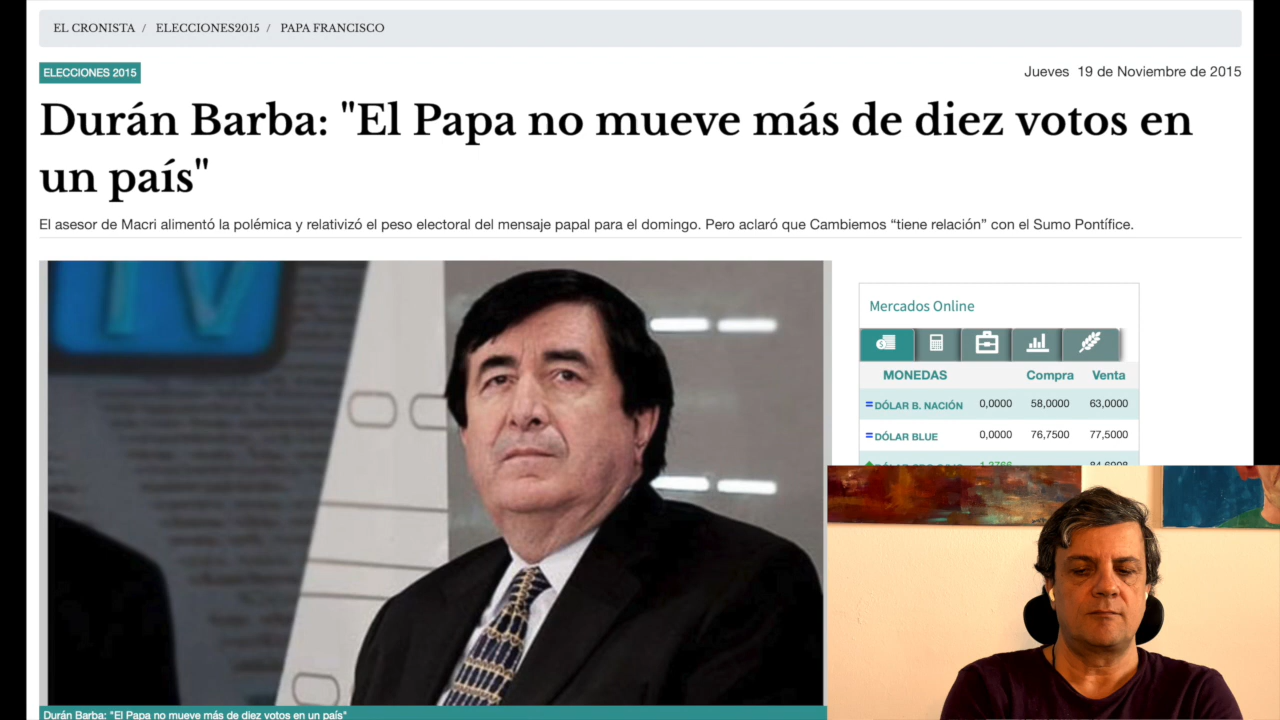 EL CRONISTA / ELECCIONES2015 / PAPA FRANCISCO
ELECCIONES 2015
Jueves 19 de Noviembre de 2015
Durán Barba: "El Papa no mueve más de diez votos en
un país"
El asesor de Macri alimentó la polémica y relativizó el peso electoral del mensaje papal para el domingo. Pero aclaró que Cambiemos “tiene relación” con el Sumo Pontífice.
TV
Mercados Online
MONEDAS Compra Venta
DÓLAR B. NACIÓN 0,0000 58,0000 63,0000
DÓLAR BLUE 0,0000 76,7500 77,5000
Durán Barba: "El Papa no mueve más de diez votos en un país"